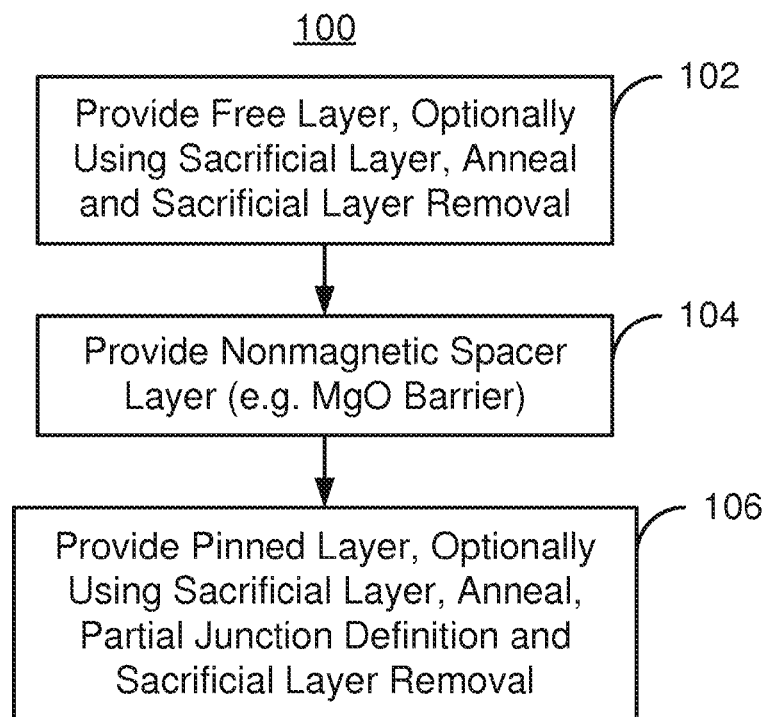 100
102
Provide Free Layer, Optionally
Using Sacrificial Layer, Anneal
and Sacrificial Layer Removal
104
Provide Nonmagnetic Spacer
Layer (e.g. MgO Barrier)
106
Provide Pinned Layer, Optionally
Using Sacrificial Layer, Anneal,
Partial Junction Definition and
Sacrificial Layer Removal